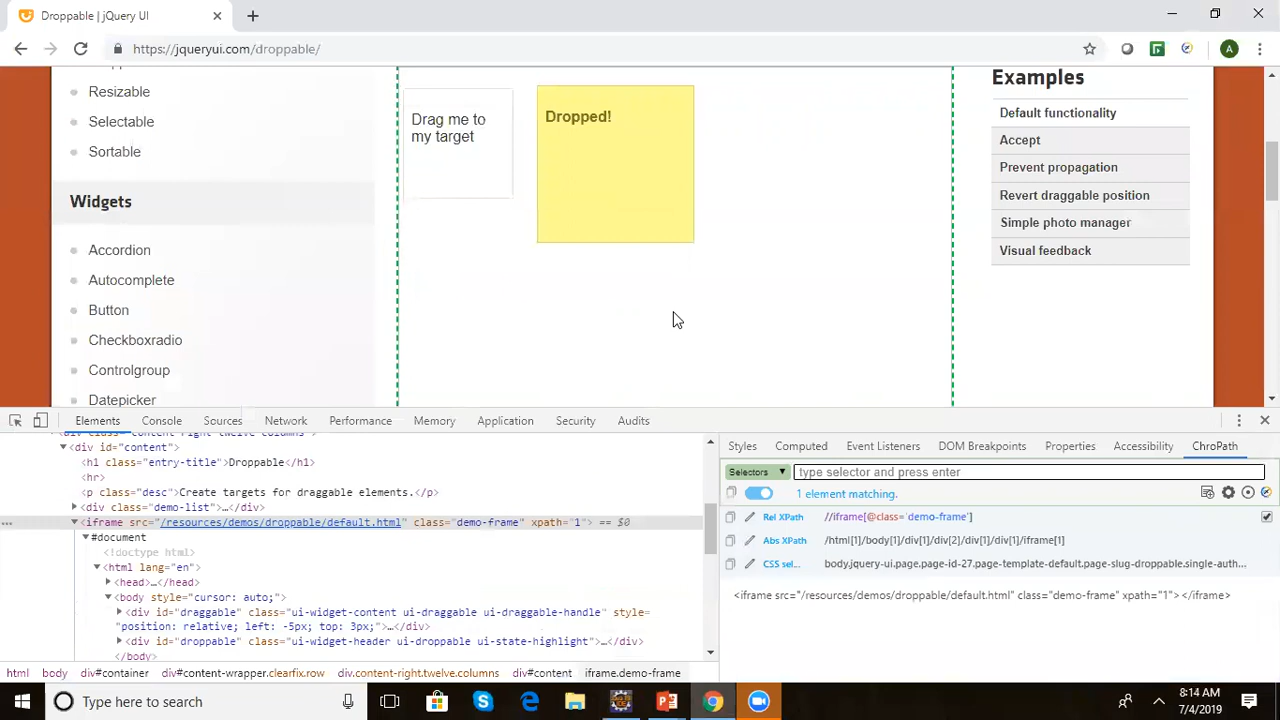 Droppable | jQuery UI
https://jqueryui.com/droppable/
A
Resizable
Selectable
Sortable
Widgets
Accordion
Autocomplete
Button
Checkboxradio
Controlgroup
Datepicker
Drag me to
my target
Dropped!
Examples
Default functionality
Accept
Prevent propagation
Revert draggable position
Simple photo manager
Visual feedback
Elements Console Sources Network Performance Memory Application Security Audits
<div id="content">
<h1 class="entry-title">Droppable</h1>
<hr>
<p class="desc">Create targets for draggable elements.</p>
<div class="demo-list">…</div>
<iframe src="/resources/demos/droppable/default.html" class="demo-frame" xpath="1"> == $0
#document
<!doctype html>
<html lang="en">
<head>…</head>
<body style="cursor: auto;">
<div id="draggable" class="ui-widget-content ui-draggable ui-draggable-handle" style=
"position: relative; left: -5px; top: 3px;">…</div>
<div id="droppable" class="ui-widget-header ui-droppable ui-state-highlight">…</div>
</body>
html body div#container div#content-wrapper.clearfix.row div.content-right.twelve.columns div#content iframe.demo-frame
Styles Computed Event Listeners DOM Breakpoints Properties Accessibility ChroPath
Selectors type selector and press enter
1 element matching.
Rel XPath //iframe[@class='demo-frame']
Abs XPath /html[1]/body[1]/div[1]/div[2]/div[1]/div[1]/iframe[1]
CSS sel... body.jquery-ui.page.page-id-27.page-template-default.page-slug-droppable.single-auth...
<iframe src="/resources/demos/droppable/default.html" class="demo-frame" xpath="1"> </iframe>
Type here to search
8:14 AM
7/4/2019